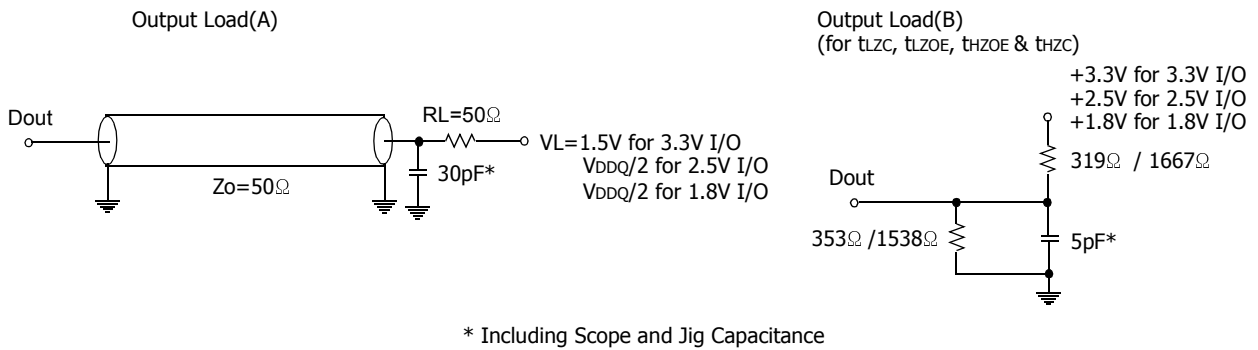 Output Load(A)
Dout
Zo=50Ω
RL=50Ω
30pF*
VL=1.5V for 3.3V I/O
VDDQ/2 for 2.5V I/O
VDDQ/2 for 1.8V I/O
Output Load(B)
(for tLZC, tLZOE, tHZOE & tHZC)
+3.3V for 3.3V I/O
+2.5V for 2.5V I/O
+1.8V for 1.8V I/O
319Ω / 1667Ω
Dout
353Ω /1538Ω
5pF*
* Including Scope and Jig Capacitance